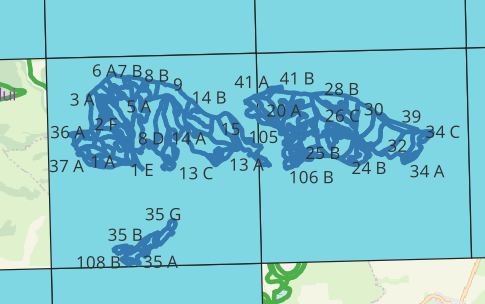 6 A 7 B 8 B 9
41 A 41 B
28 B
3 A 5 A 14 B
20 A 26 C 30 39
36 A 2 F 8 D 14 A 15 105 34 C
32
37 A 1 A 1 E 13 C 13 A 25 B 24 B 34 A
106 B
35 G
35 B
108 B 35 A